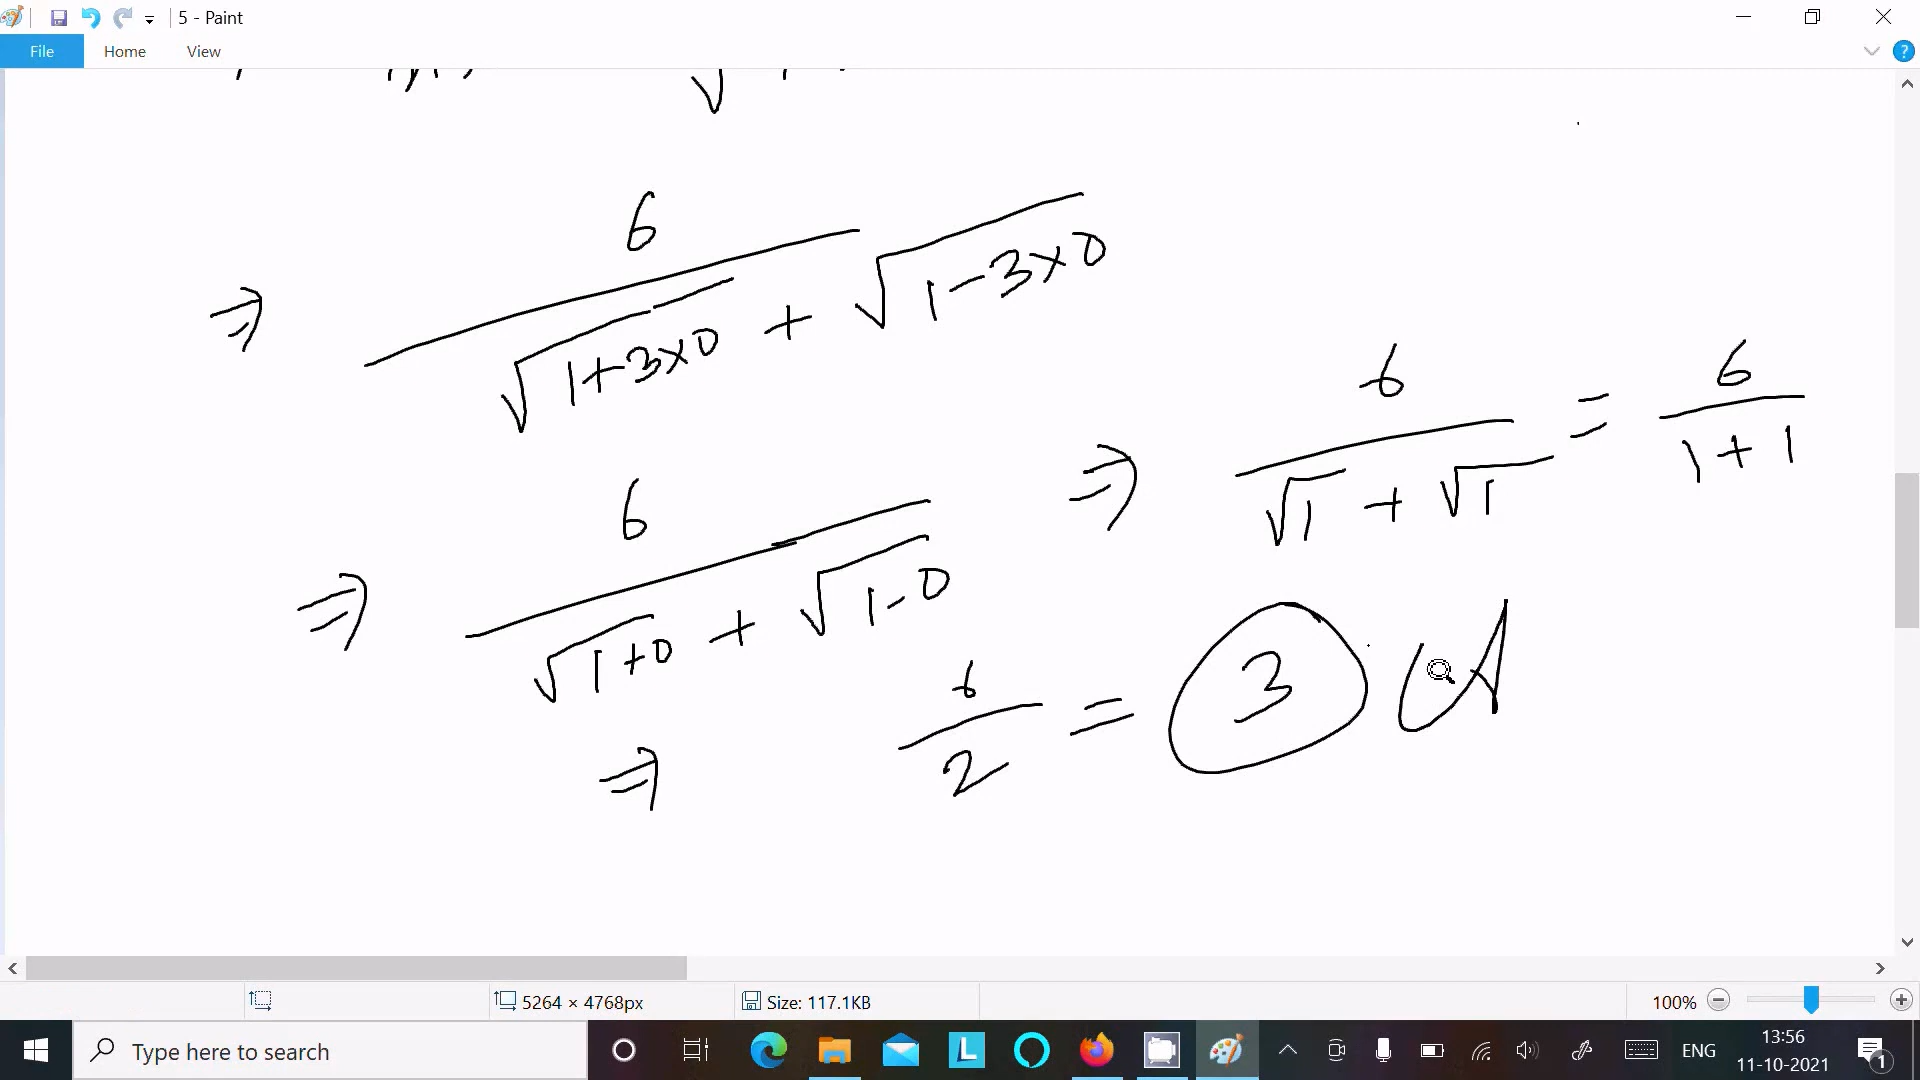 5 - Paint
File Home View
⇒ 6 / (√(1+3×0) + √(1-3×0))
⇒ 6 / (√(1+0) + √(1-0))
⇒ 6 / (√1 + √1) = 6 / (1+1)
⇒ 6 / 2 = 3
5264 × 4768px Size: 117.1KB 100%
Type here to search
L
ENG
13:56
11-10-2021
1